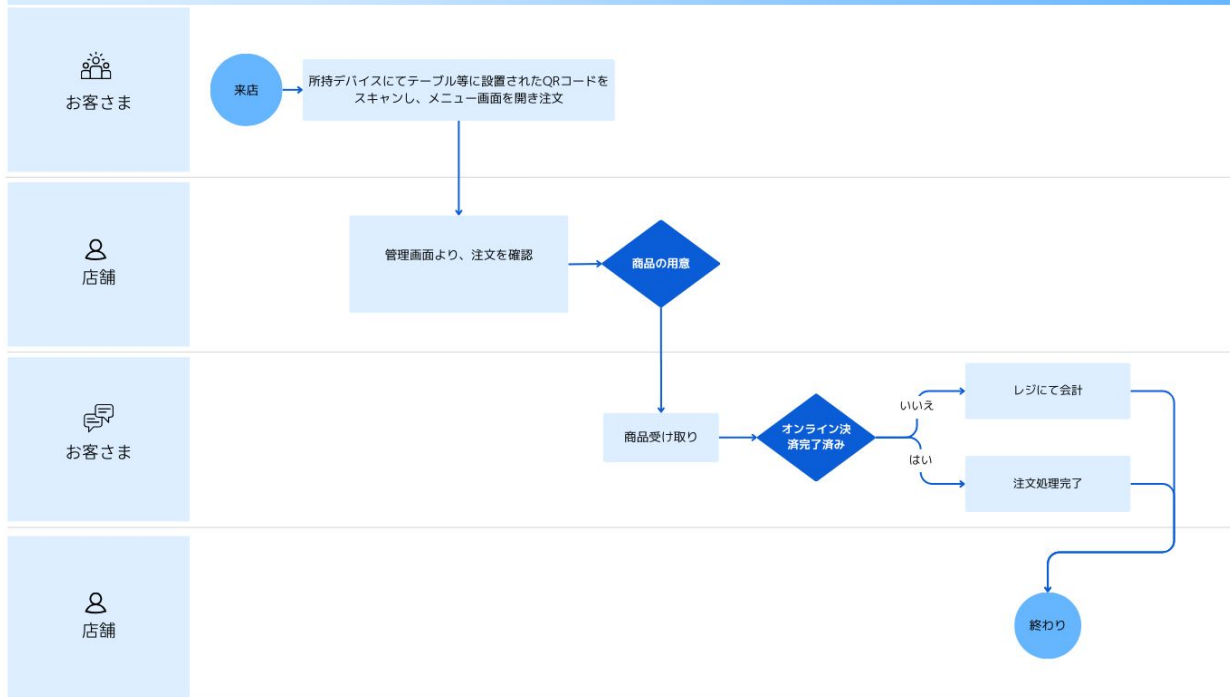 お客さま
来店
所持デバイスにてテーブル等に設置されたQRコードを
スキャンし、メニュー画面を開き注文
店舗
管理画面より、注文を確認
商品の用意
お客さま
商品受け取り
オンライン決
済完了済み
いいえ
レジにて会計
はい
注文処理完了
店舗
終わり